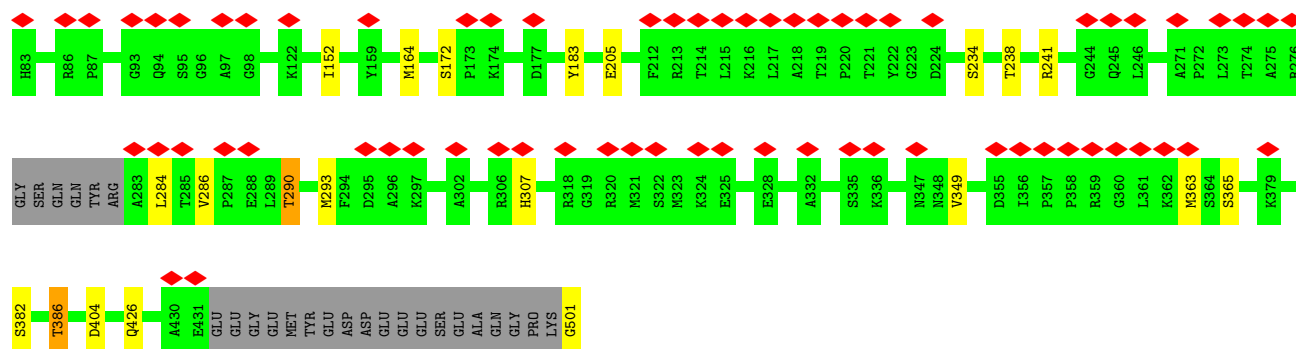 H83 R86 P87 G93 Q94 S95 G96 A97 G98 K122 I152 Y159 M164 S172 P173 K174 D177 Y183 E205 F212 R213 T214 L215 K216 L217 A218 T219 P220 T221 Y222 G223 D224 S234 T238 R241 G244 Q245 L246 A271 P272 L273 T274 A275 R276
GLY SER GLN GLN TYR ARG A283 L284 T285 V286 P287 E288 L289 T290 M293 F294 D295 A296 K297 A302 R306 H307 R318 G319 R320 M321 S322 M323 K324 E325 E328 A332 S335 K336 N347 N348 V349 D355 I356 P357 P358 R359 G360 L361 K362 M363 S364 S365 K379
S382 T386 D404 Q426 A430 E431 GLU GLU GLY GLU MET TYR GLU ASP ASP GLU GLU GLU SER GLU ALA GLN GLY PRO LYS G501